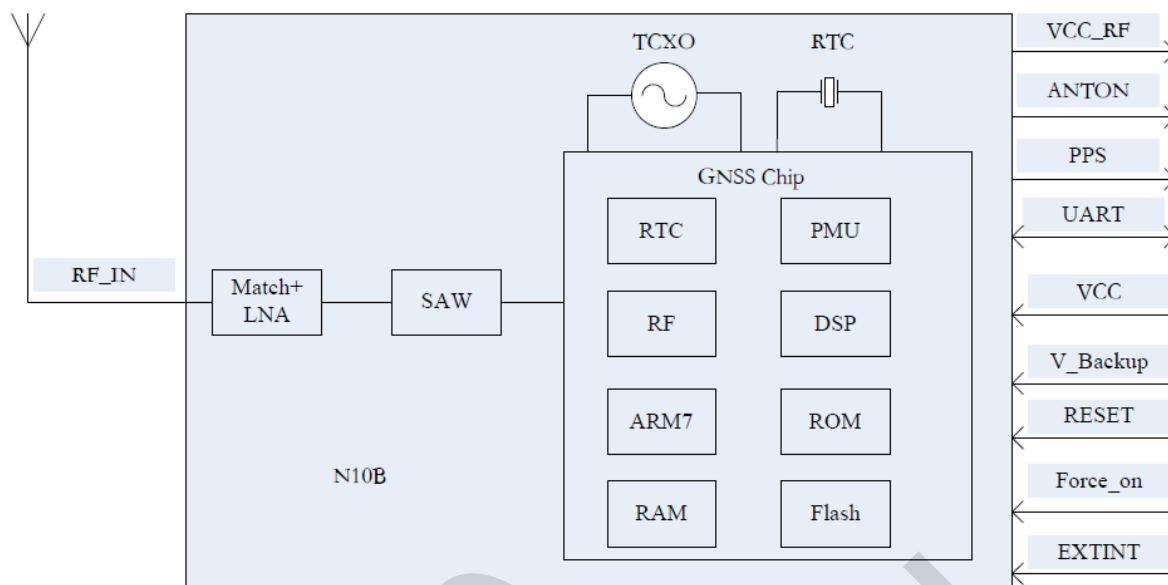 VCC_RF
TCXO
RTC
ANTON
PPS
GNSS Chip
UART
RTC
PMU
RF_IN
Match+
LNA
SAW
VCC
RF
DSP
V_Backup
RESET
ARM7
ROM
N10B
Force_on
RAM
Flash
EXTINT